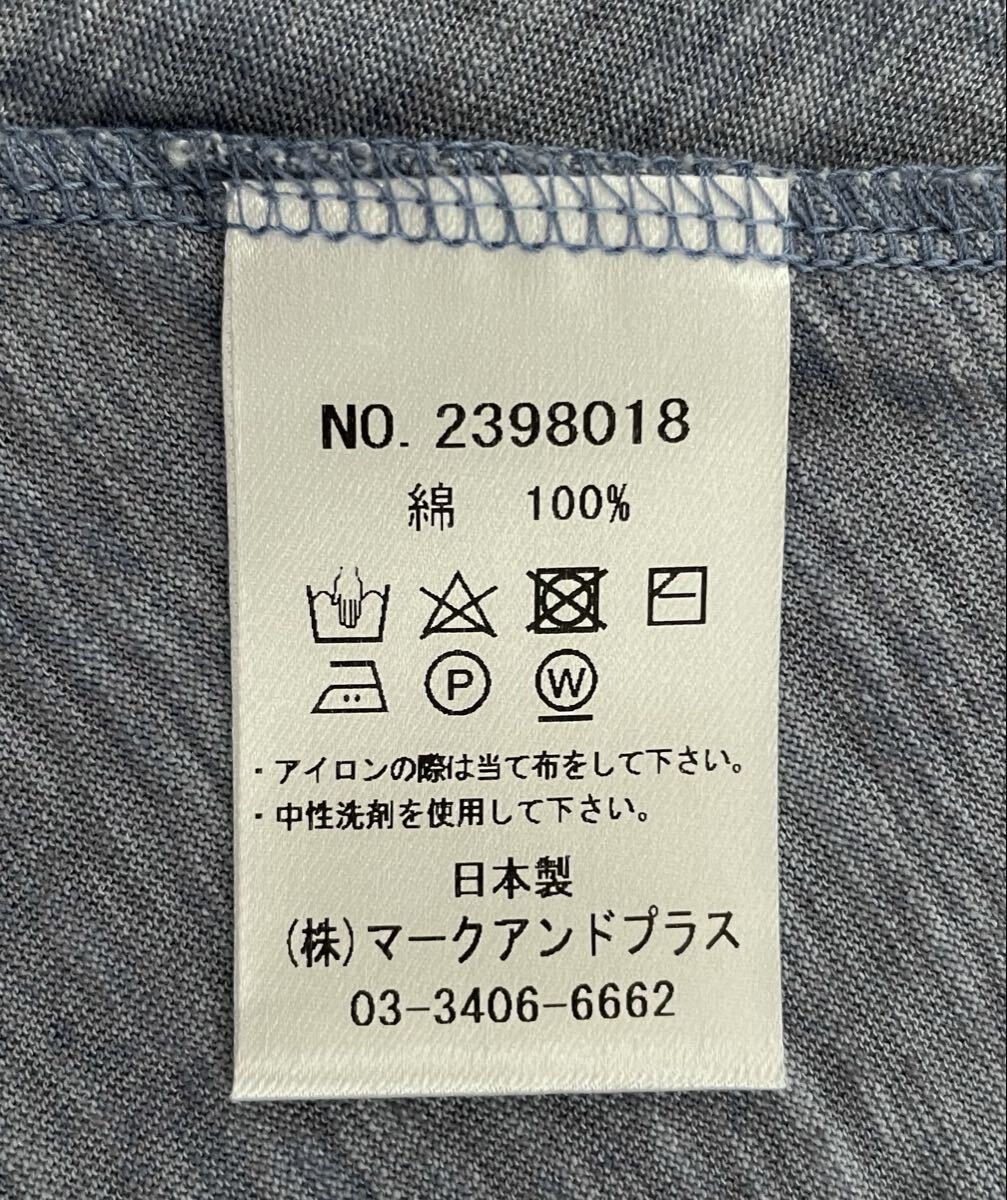 NO. 2398018
綿 100%
P W
・アイロンの際は当て布をして下さい。
・中性洗剤を使用して下さい。
日本製
(株)マークアンドプラス
03-3406-6662